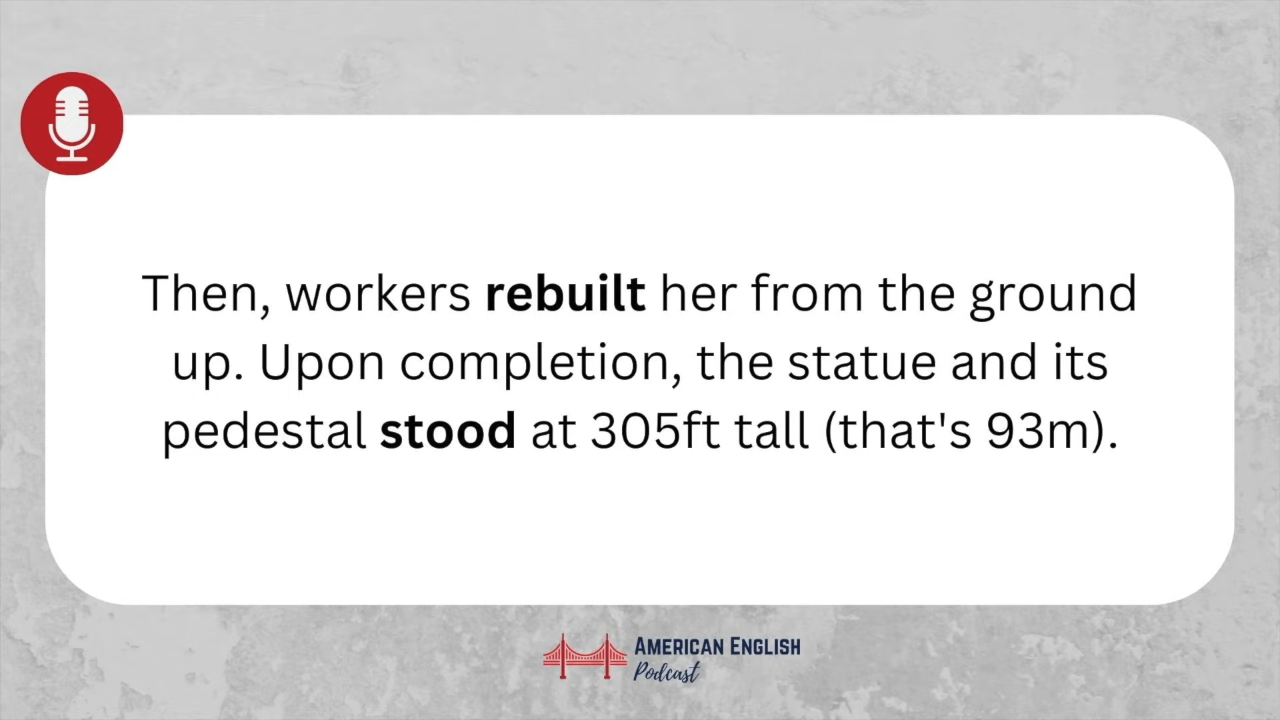 Then, workers rebuilt her from the ground
up. Upon completion, the statue and its
pedestal stood at 305ft tall (that's 93m).
AMERICAN ENGLISH
Podcast